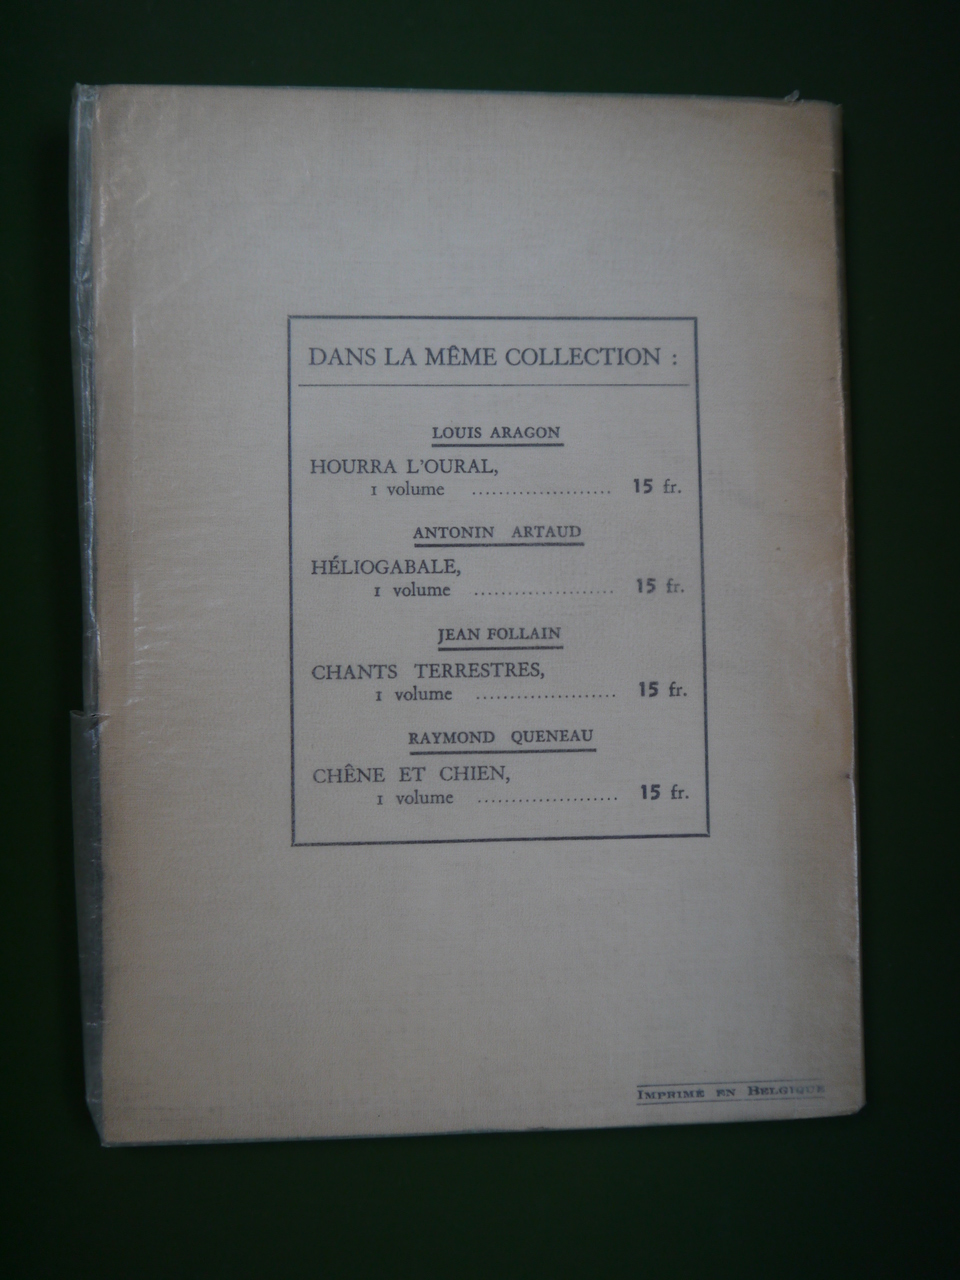 DANS LA MÊME COLLECTION :
LOUIS ARAGON
HOURRA L'OURAL,
1 volume ..................... 15 fr.
ANTONIN ARTAUD
HÉLIOGABALE,
1 volume ..................... 15 fr.
JEAN FOLLAIN
CHANTS TERRESTRES,
1 volume ..................... 15 fr.
RAYMOND QUENEAU
CHÊNE ET CHIEN,
1 volume ..................... 15 fr.
IMPRIMÉ EN BELGIQUE